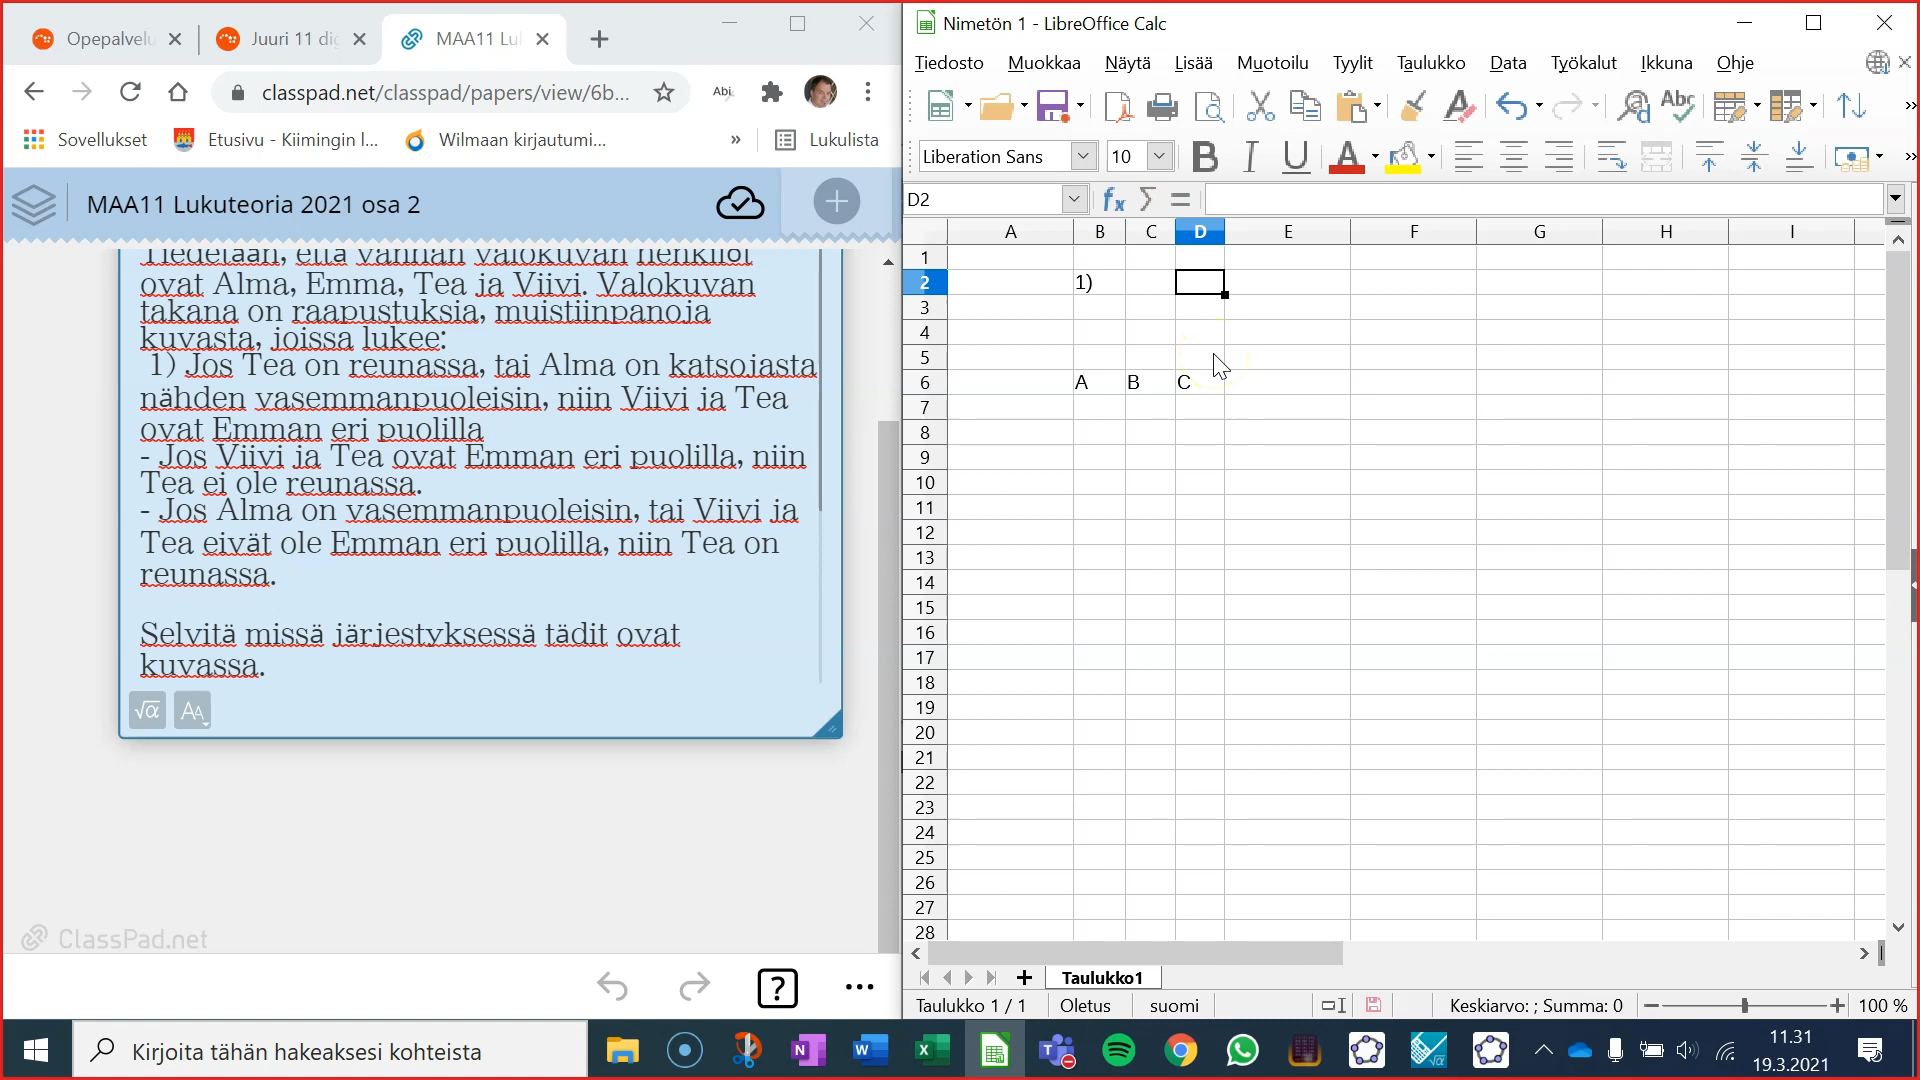 Opepalvelu
Juuri 11 dig
MAA11 Lu
classpad.net/classpad/papers/view/6b...
Sovellukset
Etusivu - Kiimingin l...
Wilmaan kirjautumi...
»
Lukulista
MAA11 Lukuteoria 2021 osa 2
Tiedetään, että vanhan valokuvan henkilöt
ovat Alma, Emma, Tea ja Viivi. Valokuvan
takana on raapustuksia, muistiinpanoja
kuvasta, joissa lukee:
1) Jos Tea on reunassa, tai Alma on katsojasta
nähden vasemmanpuoleisin, niin Viivi ja Tea
ovat Emman eri puolilla
- Jos Viivi ja Tea ovat Emman eri puolilla, niin
Tea ei ole reunassa.
- Jos Alma on vasemmanpuoleisin, tai Viivi ja
Tea eivät ole Emman eri puolilla, niin Tea on
reunassa.
Selvitä missä järjestyksessä tädit ovat
kuvassa.
√α AA
ClassPad.net
?
Nimetön 1 - LibreOffice Calc
Tiedosto Muokkaa Näytä Lisää Muotoilu Tyylit Taulukko Data Työkalut Ikkuna Ohje
Abc
Liberation Sans 10 B I U A
D2 fx Σ =
A B C D E F G H I
1
2 1)
3
4
5
6 A B C
7
8
9
10
11
12
13
14
15
16
17
18
19
20
21
22
23
24
25
26
27
28
Taulukko1
Taulukko 1 / 1 Oletus suomi Keskiarvo: ; Summa: 0 100 %
Kirjoita tähän hakeaksesi kohteista
11.31
19.3.2021